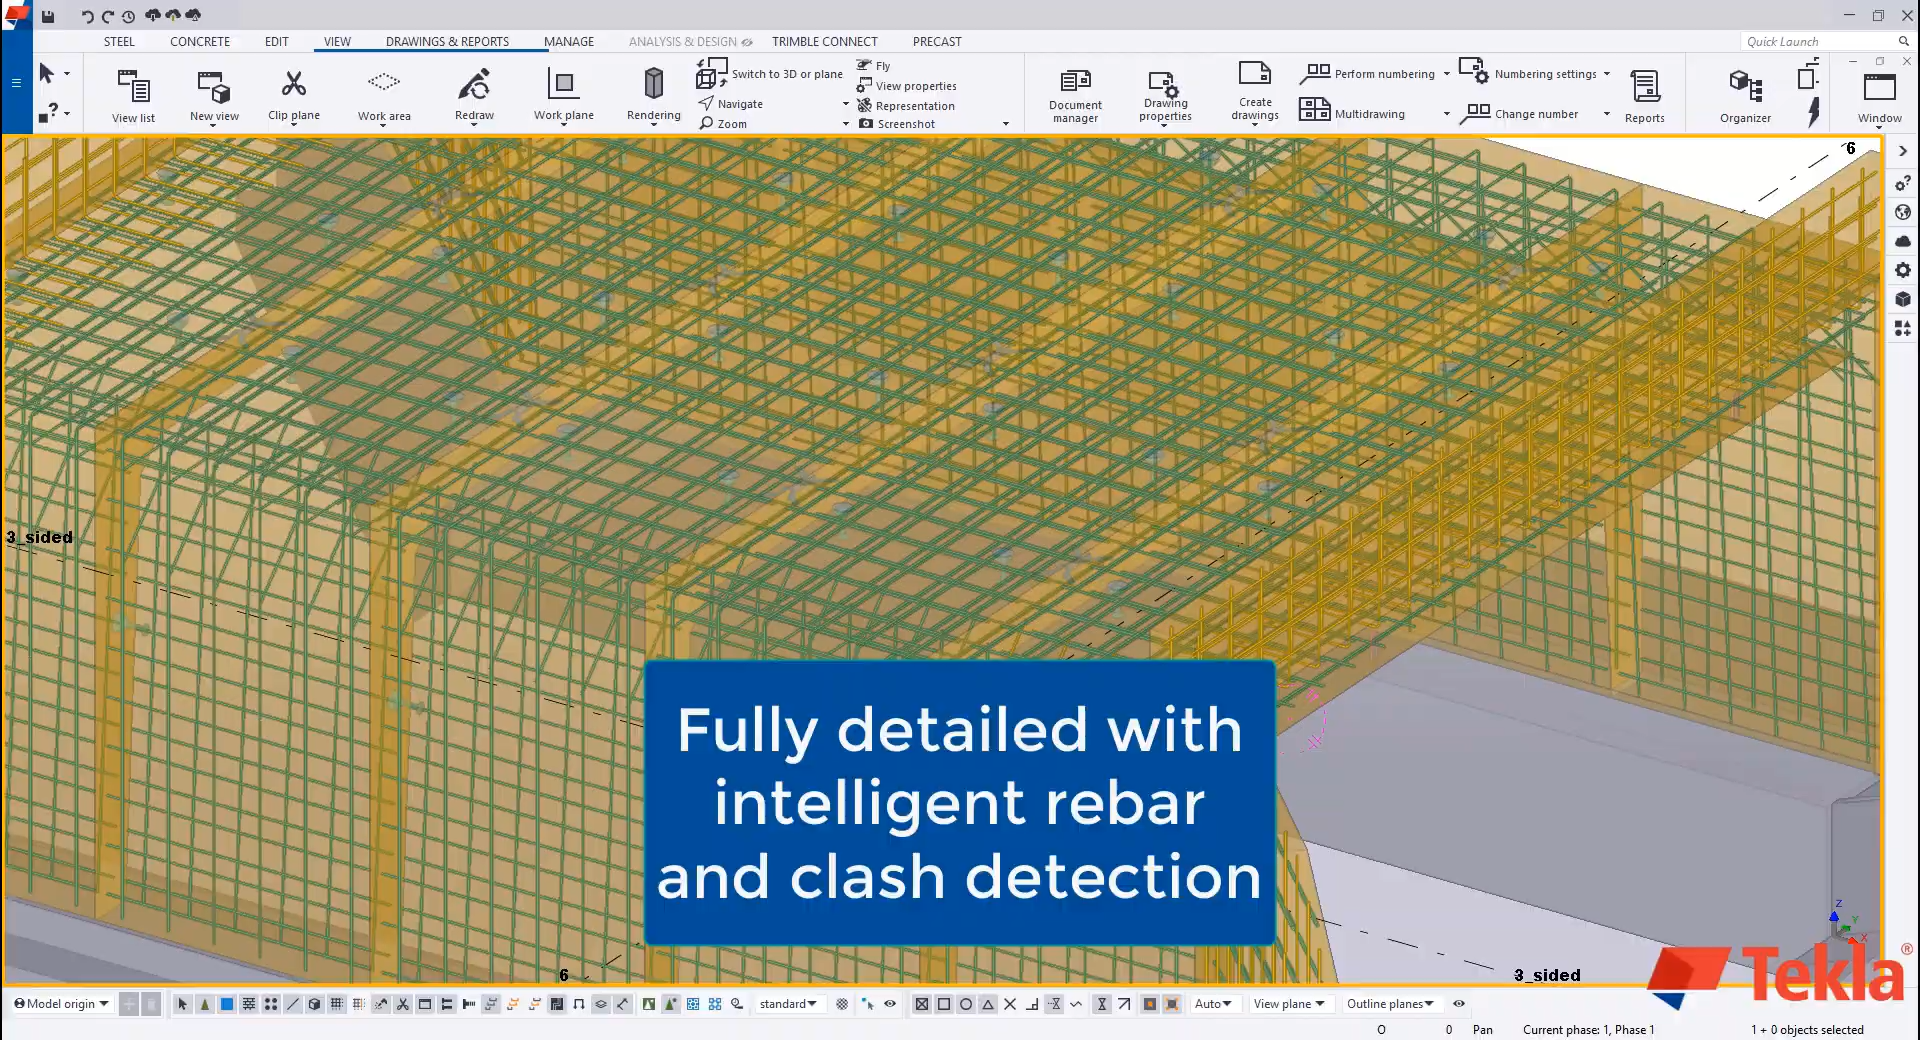 STEEL CONCRETE EDIT VIEW DRAWINGS & REPORTS MANAGE ANALYSIS & DESIGN TRIMBLE CONNECT PRECAST Quick Launch
View list New view Clip plane Work area Redraw Work plane Rendering
Switch to 3D or plane
Navigate
Zoom
Fly
View properties
Representation
Screenshot
Document
manager
Drawing
properties
Create
drawings
Perform numbering
Multidrawing
Numbering settings
Change number
Reports
Organizer
Window
6
3_sided
Fully detailed with
intelligent rebar
and clash detection
6
3_sided
Z
Y
X
Tekla®
Model origin standard Auto View plane Outline planes
O 0 Pan Current phase: 1, Phase 1 1 + 0 objects selected